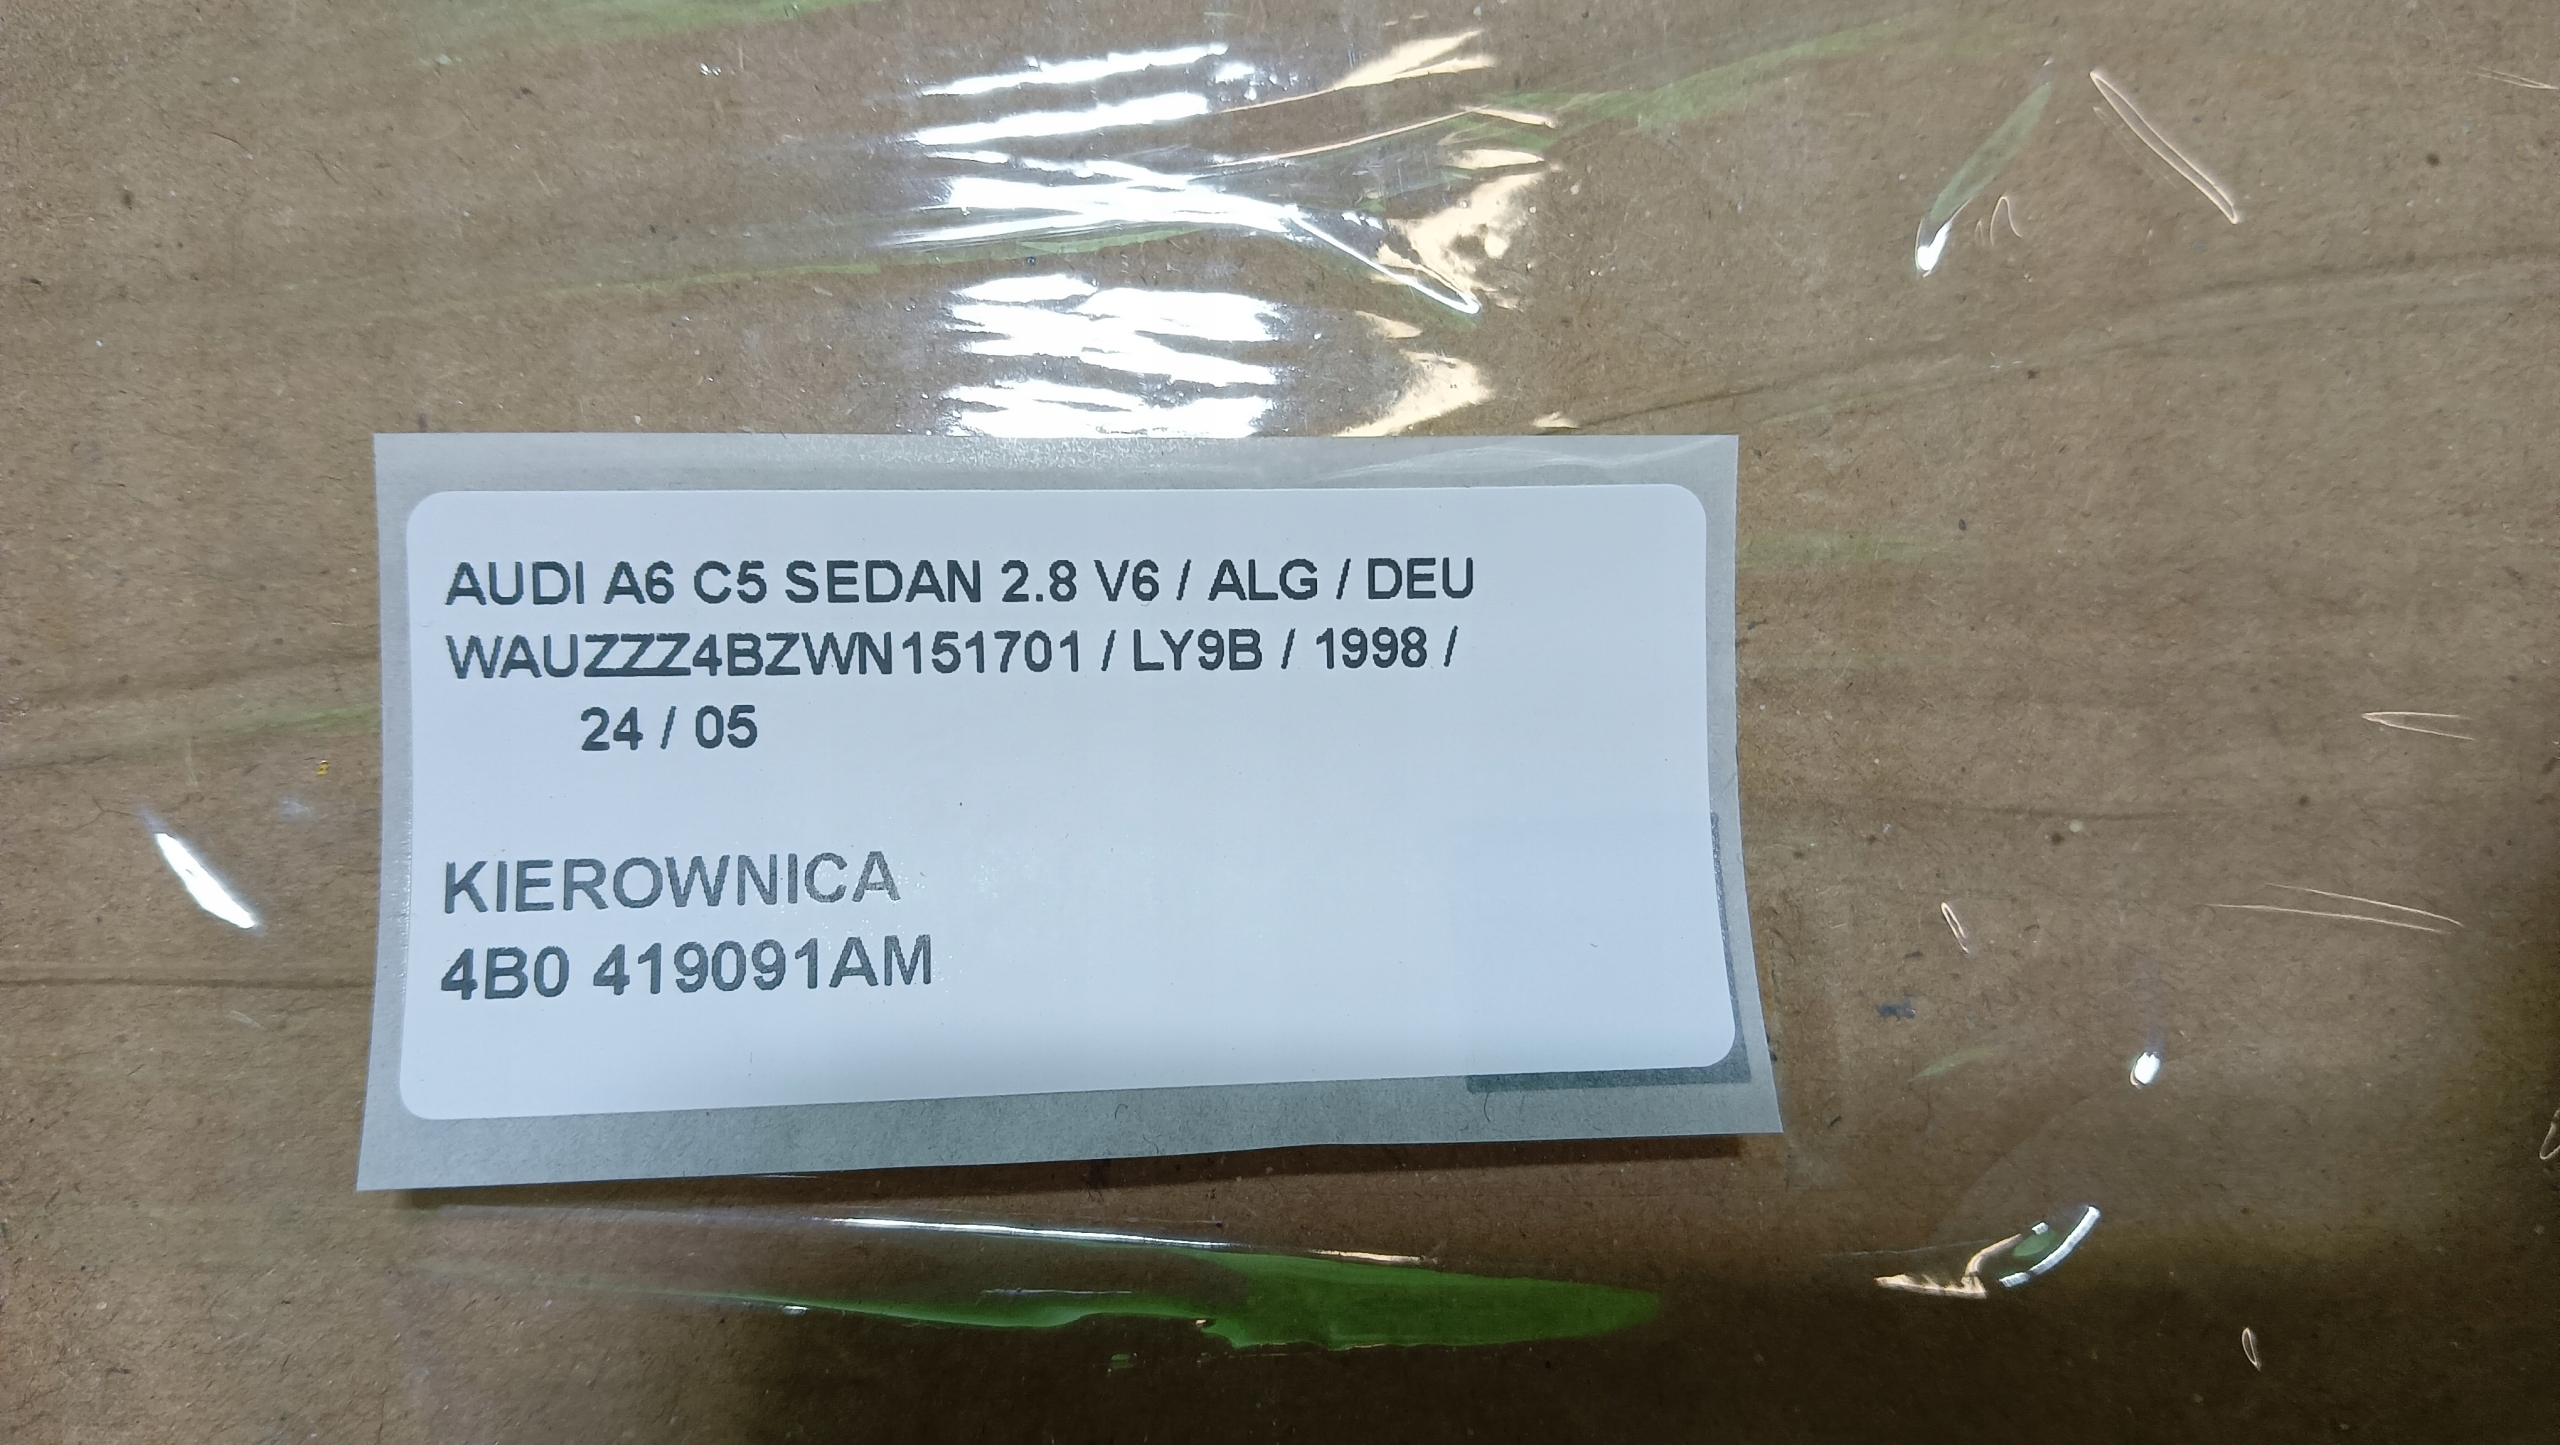 AUDI A6 C5 SEDAN 2.8 V6 / ALG / DEU
WAUZZZ4BZWN151701 / LY9B / 1998 /
24 / 05
KIEROWNICA
4B0 419091AM